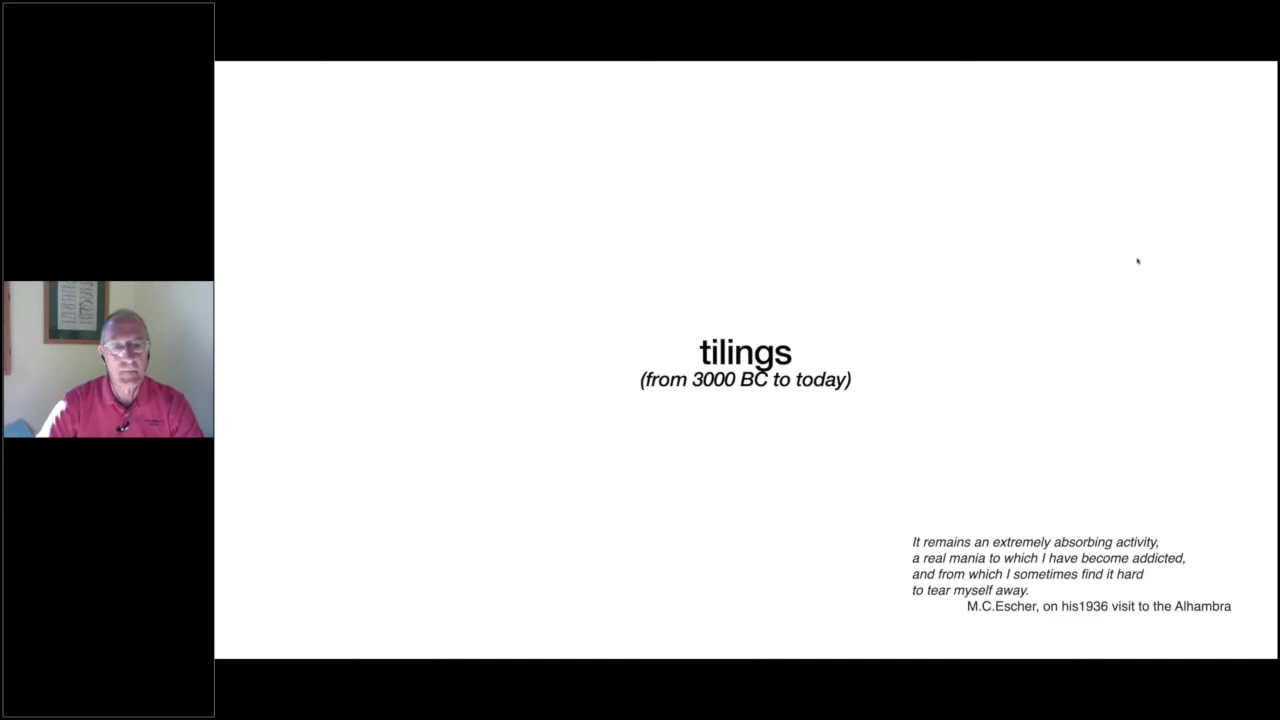 tilings
(from 3000 BC to today)
It remains an extremely absorbing activity,
a real mania to which I have become addicted,
and from which I sometimes find it hard
to tear myself away.
M.C.Escher, on his1936 visit to the Alhambra